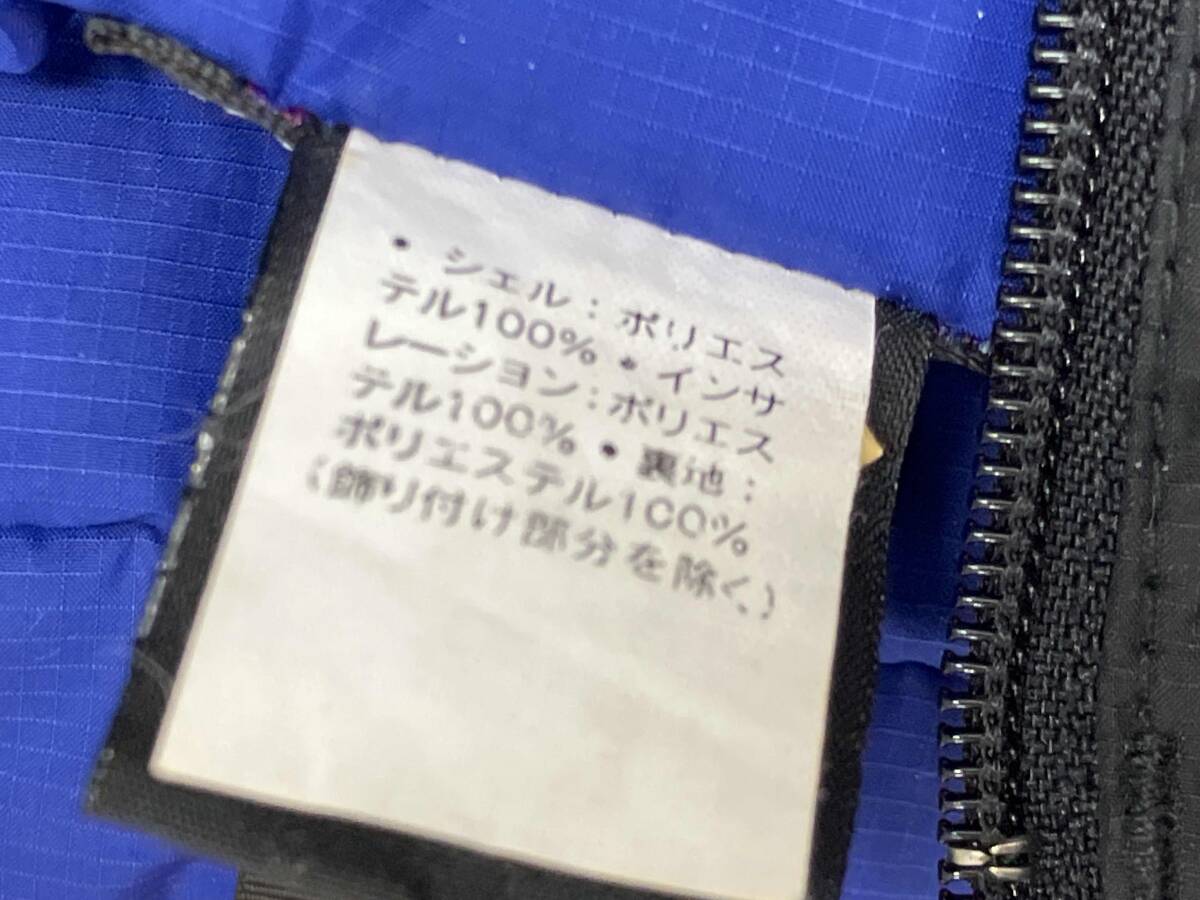 • シェル：ポリエス
テル100% • インサ
レーション：ポリエス
テル100% • 裏地：
ポリエステル100%
（飾り付け部分を除く、）